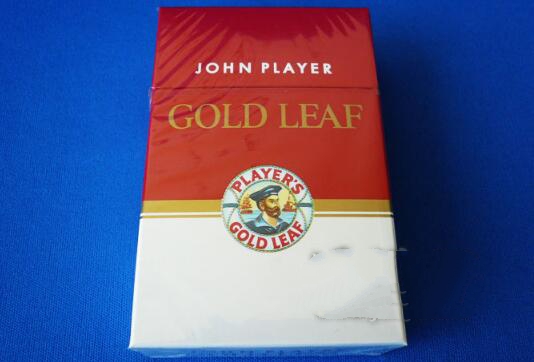 JOHN PLAYER
GOLD LEAF
PLAYER'S
GOLD LEAF